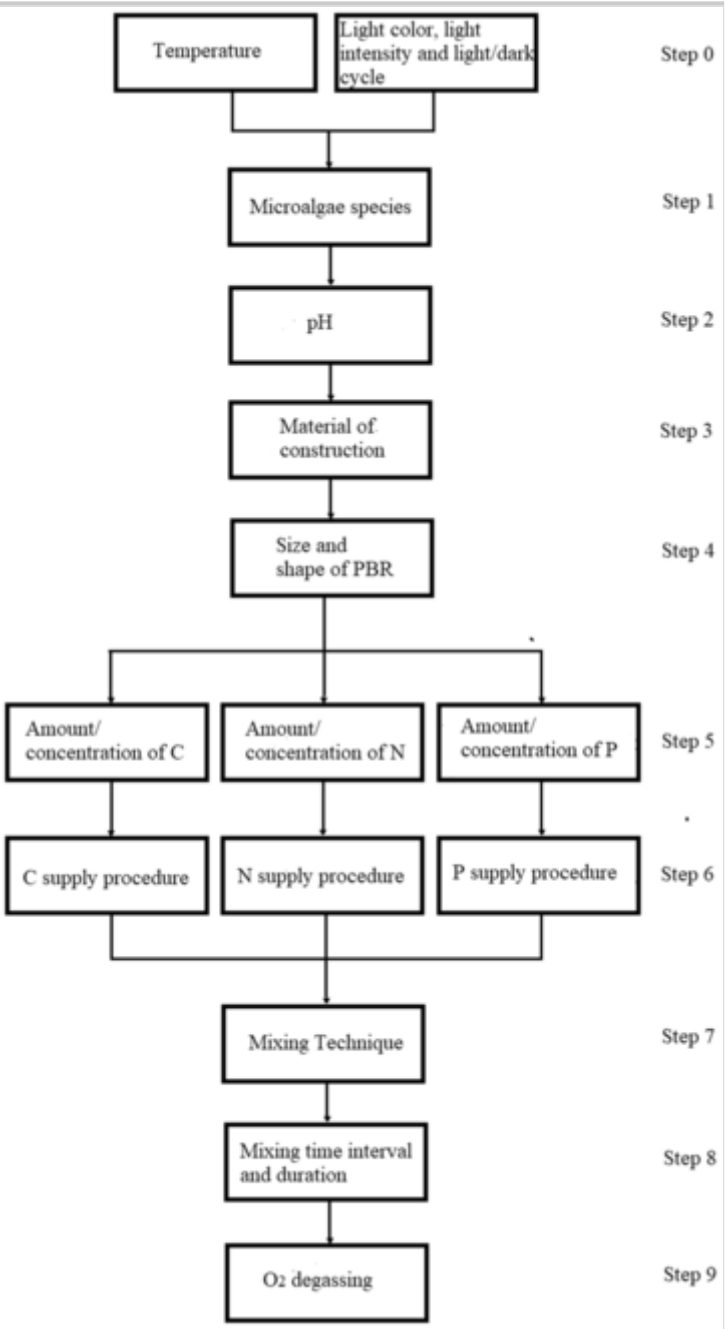 Temperature
Light color, light
intensity and light/dark
cycle
Step 0
Microalgae species
Step 1
pH
Step 2
Material of
construction
Step 3
Size and
shape of PBR
Step 4
Amount/
concentration of C
Amount/
concentration of N
Amount/
concentration of P
Step 5
C supply procedure
N supply procedure
P supply procedure
Step 6
Mixing Technique
Step 7
Mixing time interval
and duration
Step 8
O2 degassing
Step 9